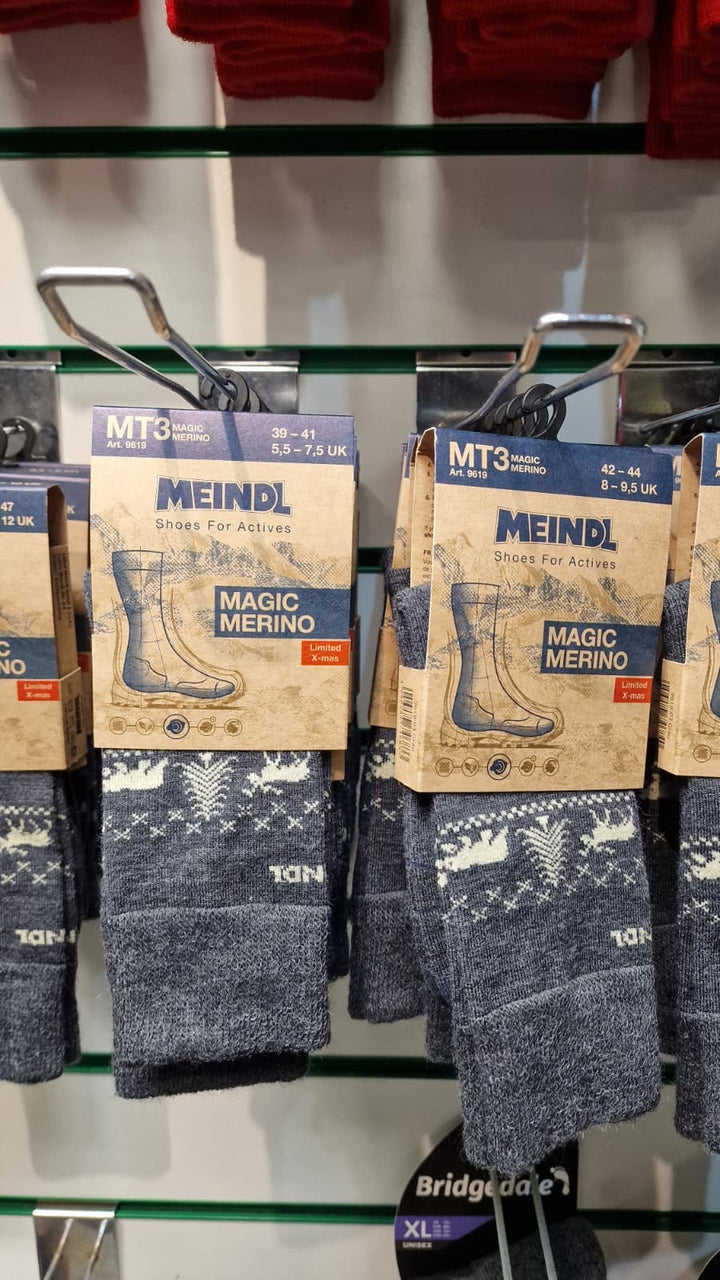 47
12 UK
NO
Limited
X-mas
MT3 MAGIC
MERINO
Art. 9619
39 – 41
5,5 – 7,5 UK
MEINDL
Shoes For Actives
MAGIC
MERINO
Limited
X-mas
MT3 MAGIC
MERINO
Art. 9619
42 – 44
8 – 9,5 UK
MEINDL
Shoes For Actives
MAGIC
MERINO
Limited
X-mas
Bridgedale
XL
UNISEX